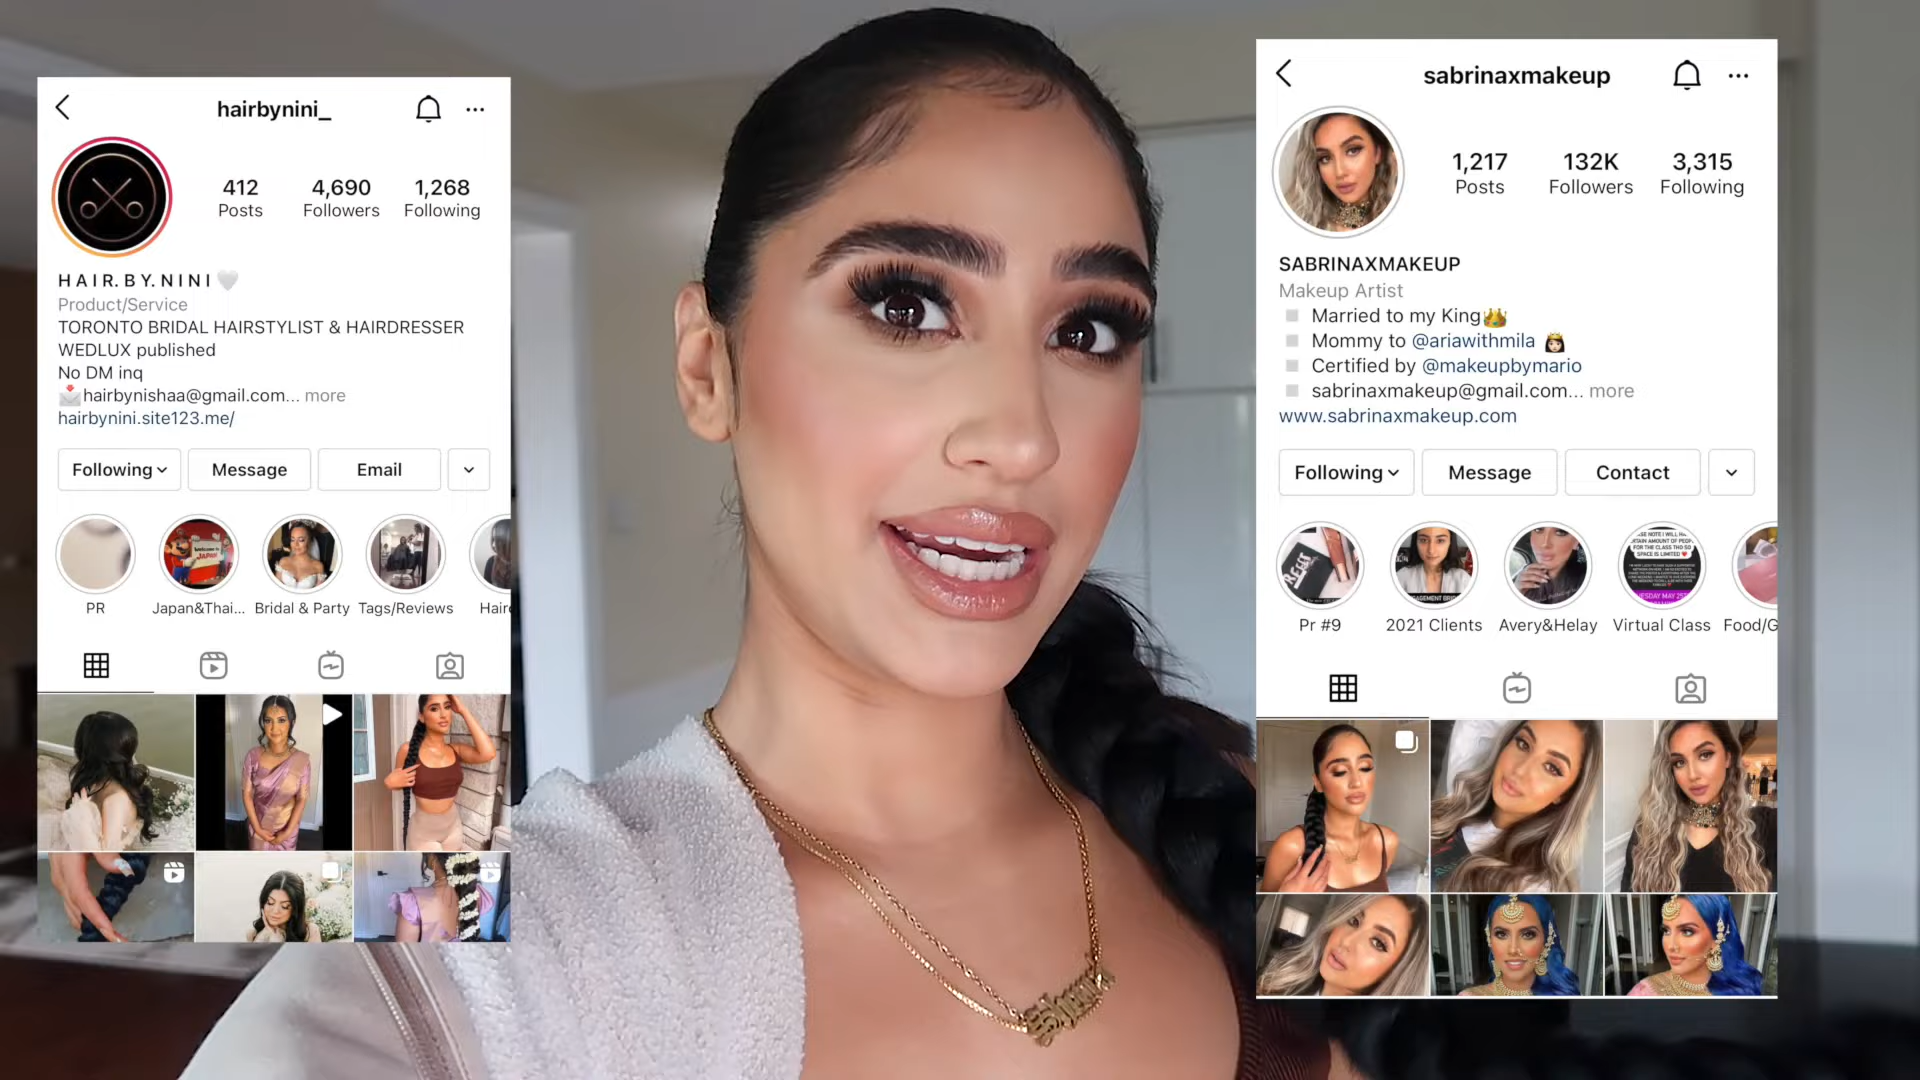 hairbynini_
412
Posts
4,690
Followers
1,268
Following
H A I R. B Y. N I N I 🤍
Product/Service
TORONTO BRIDAL HAIRSTYLIST & HAIRDRESSER
WEDLUX published
No DM inq
📩hairbynishaa@gmail.com... more
hairbynini.site123.me/
Following
Message
Email
PR
Japan&Thai...
Bridal & Party
Tags/Reviews
Hair
sabrinaxmakeup
1,217
Posts
132K
Followers
3,315
Following
SABRINAXMAKEUP
Makeup Artist
Married to my King👑
Mommy to @ariawithmila 👸🏻
Certified by @makeupbymario
sabrinaxmakeup@gmail.com... more
www.sabrinaxmakeup.com
Following
Message
Contact
Pr #9
2021 Clients
Avery&Helay
Virtual Class
Food/G